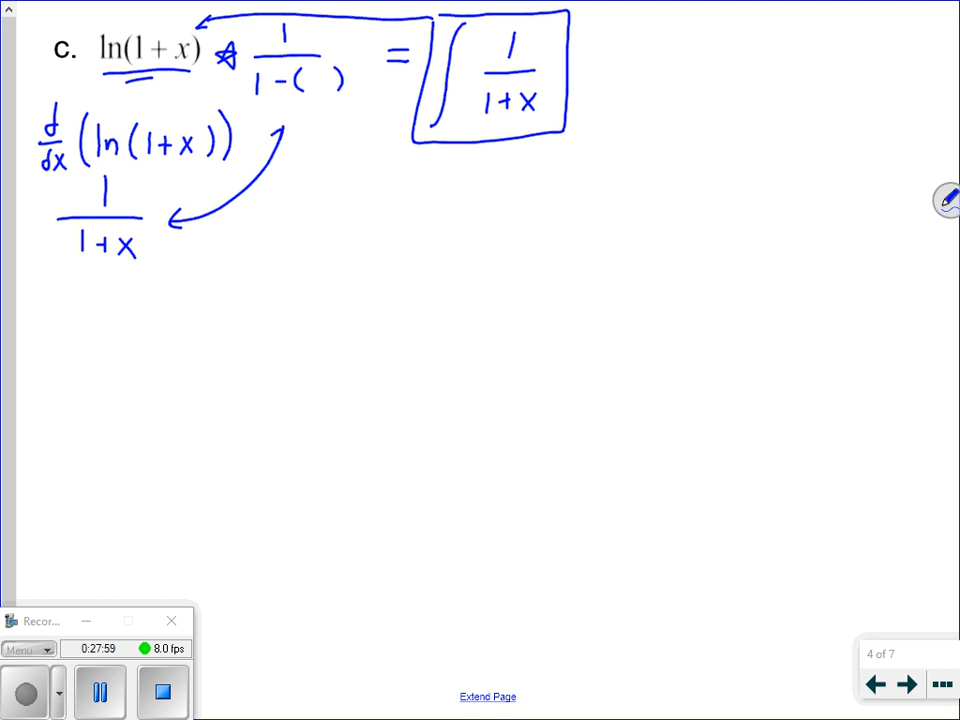 c. ln(1 + x) ☆ 1/(1-( )) = ∫ 1/(1+x)
d/dx (ln(1+x))
1/(1+x)
Recor...
Menu 0:27:59 8.0 fps
4 of 7
Extend Page